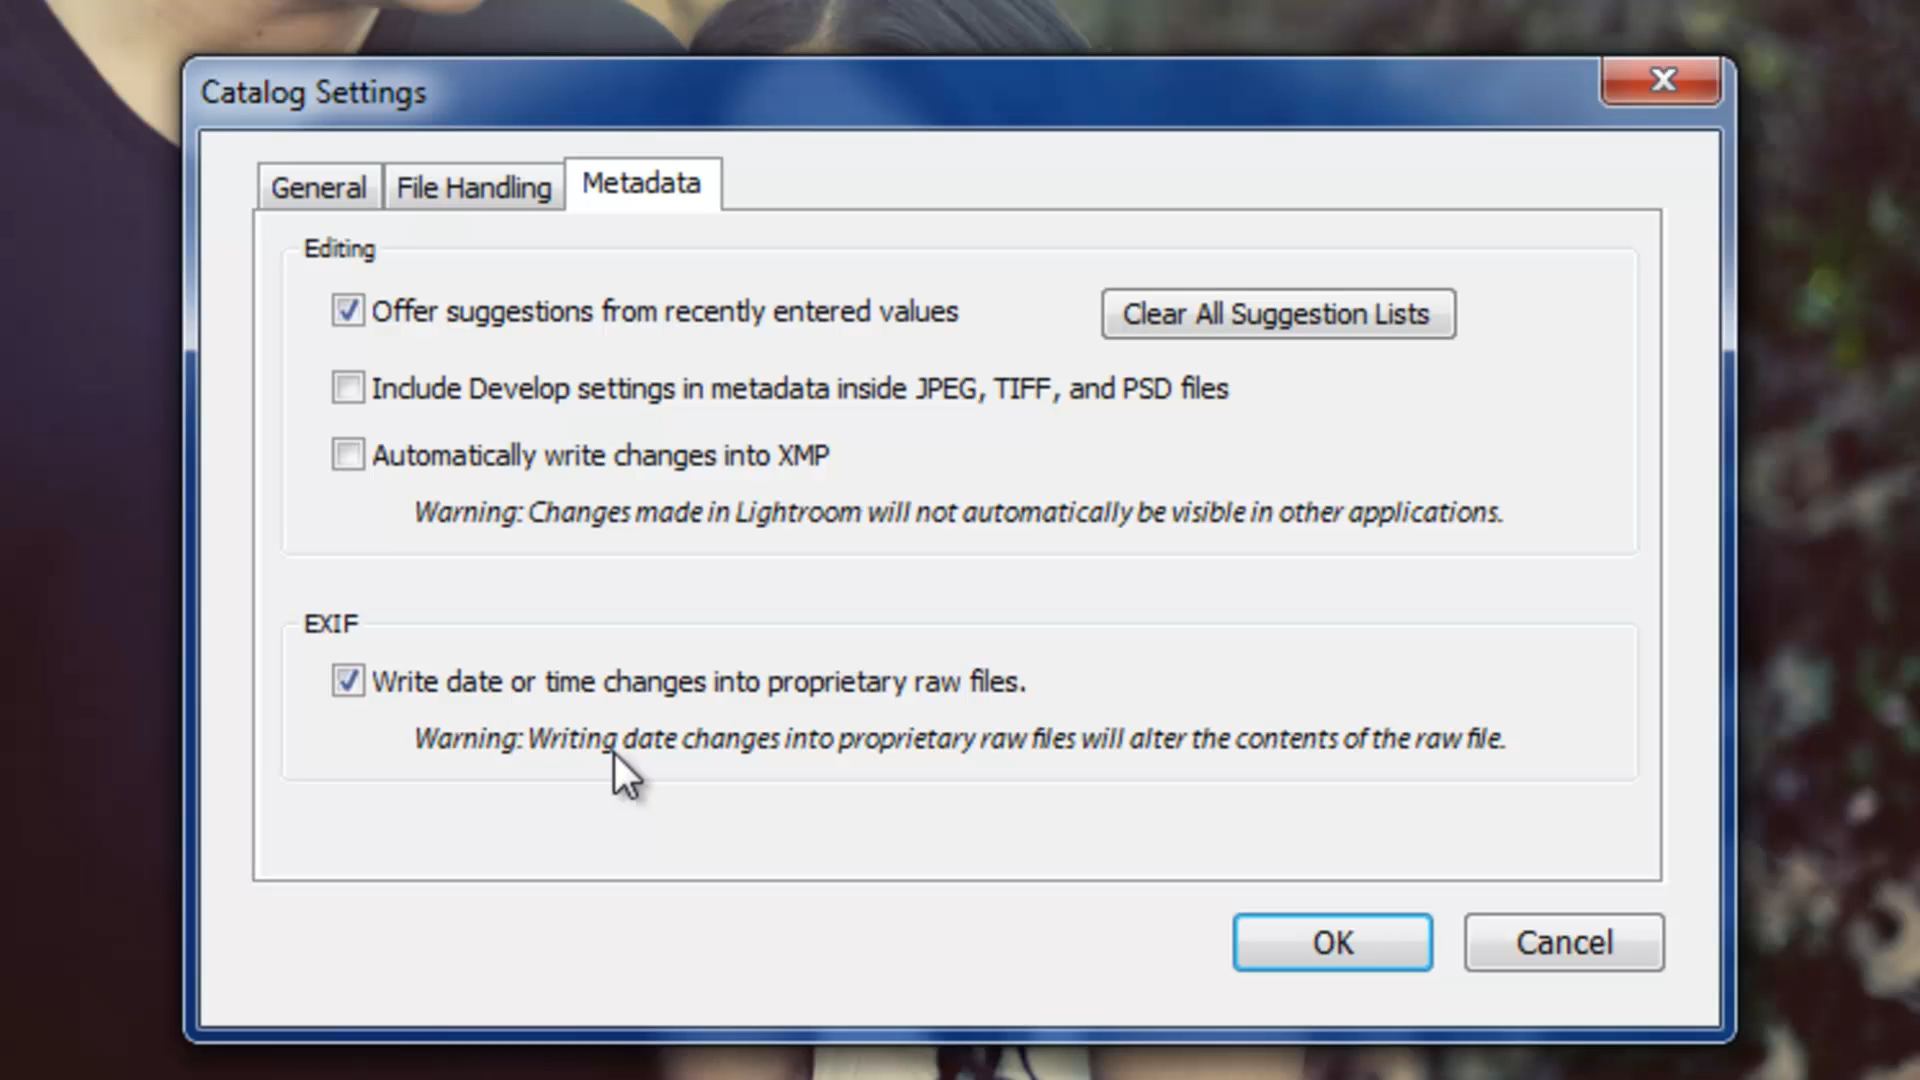 Catalog Settings
General
File Handling
Metadata
Editing
Offer suggestions from recently entered values
Clear All Suggestion Lists
Include Develop settings in metadata inside JPEG, TIFF, and PSD files
Automatically write changes into XMP
Warning: Changes made in Lightroom will not automatically be visible in other applications.
EXIF
Write date or time changes into proprietary raw files.
Warning: Writing date changes into proprietary raw files will alter the contents of the raw file.
OK
Cancel